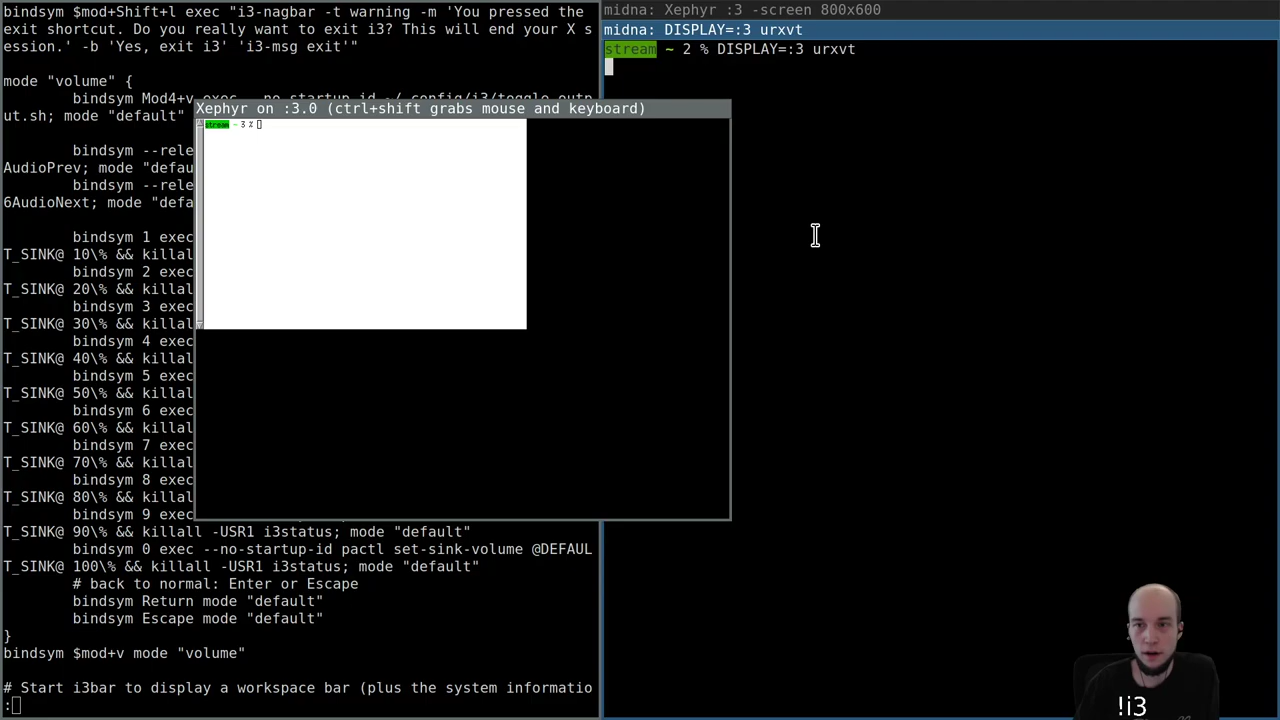 bindsym $mod+Shift+l exec "i3-nagbar -t warning -m 'You pressed the
exit shortcut. Do you really want to exit i3? This will end your X s
ession.' -b 'Yes, exit i3' 'i3-msg exit'"
mode "volume" {
bindsym Mod4+v exec --no-startup-id ~/.config/i3/toggle_outp
ut.sh; mode "default"
bindsym --rele
AudioPrev; mode "defau
bindsym --rele
6AudioNext; mode "defa
bindsym 1 exec
T_SINK@ 10\% && killal
bindsym 2 exec
T_SINK@ 20\% && killal
bindsym 3 exec
T_SINK@ 30\% && killal
bindsym 4 exec
T_SINK@ 40\% && killal
bindsym 5 exec
T_SINK@ 50\% && killal
bindsym 6 exec
T_SINK@ 60\% && killal
bindsym 7 exec
T_SINK@ 70\% && killal
bindsym 8 exec
T_SINK@ 80\% && killal
bindsym 9 exec
T_SINK@ 90\% && killall -USR1 i3status; mode "default"
bindsym 0 exec --no-startup-id pactl set-sink-volume @DEFAUL
T_SINK@ 100\% && killall -USR1 i3status; mode "default"
# back to normal: Enter or Escape
bindsym Return mode "default"
bindsym Escape mode "default"
}
bindsym $mod+v mode "volume"
# Start i3bar to display a workspace bar (plus the system informatio
:
Xephyr on :3.0 (ctrl+shift grabs mouse and keyboard)
stream ~ 3 %
midna: Xephyr :3 -screen 800x600
midna: DISPLAY=:3 urxvt
stream ~ 2 % DISPLAY=:3 urxvt
!i3